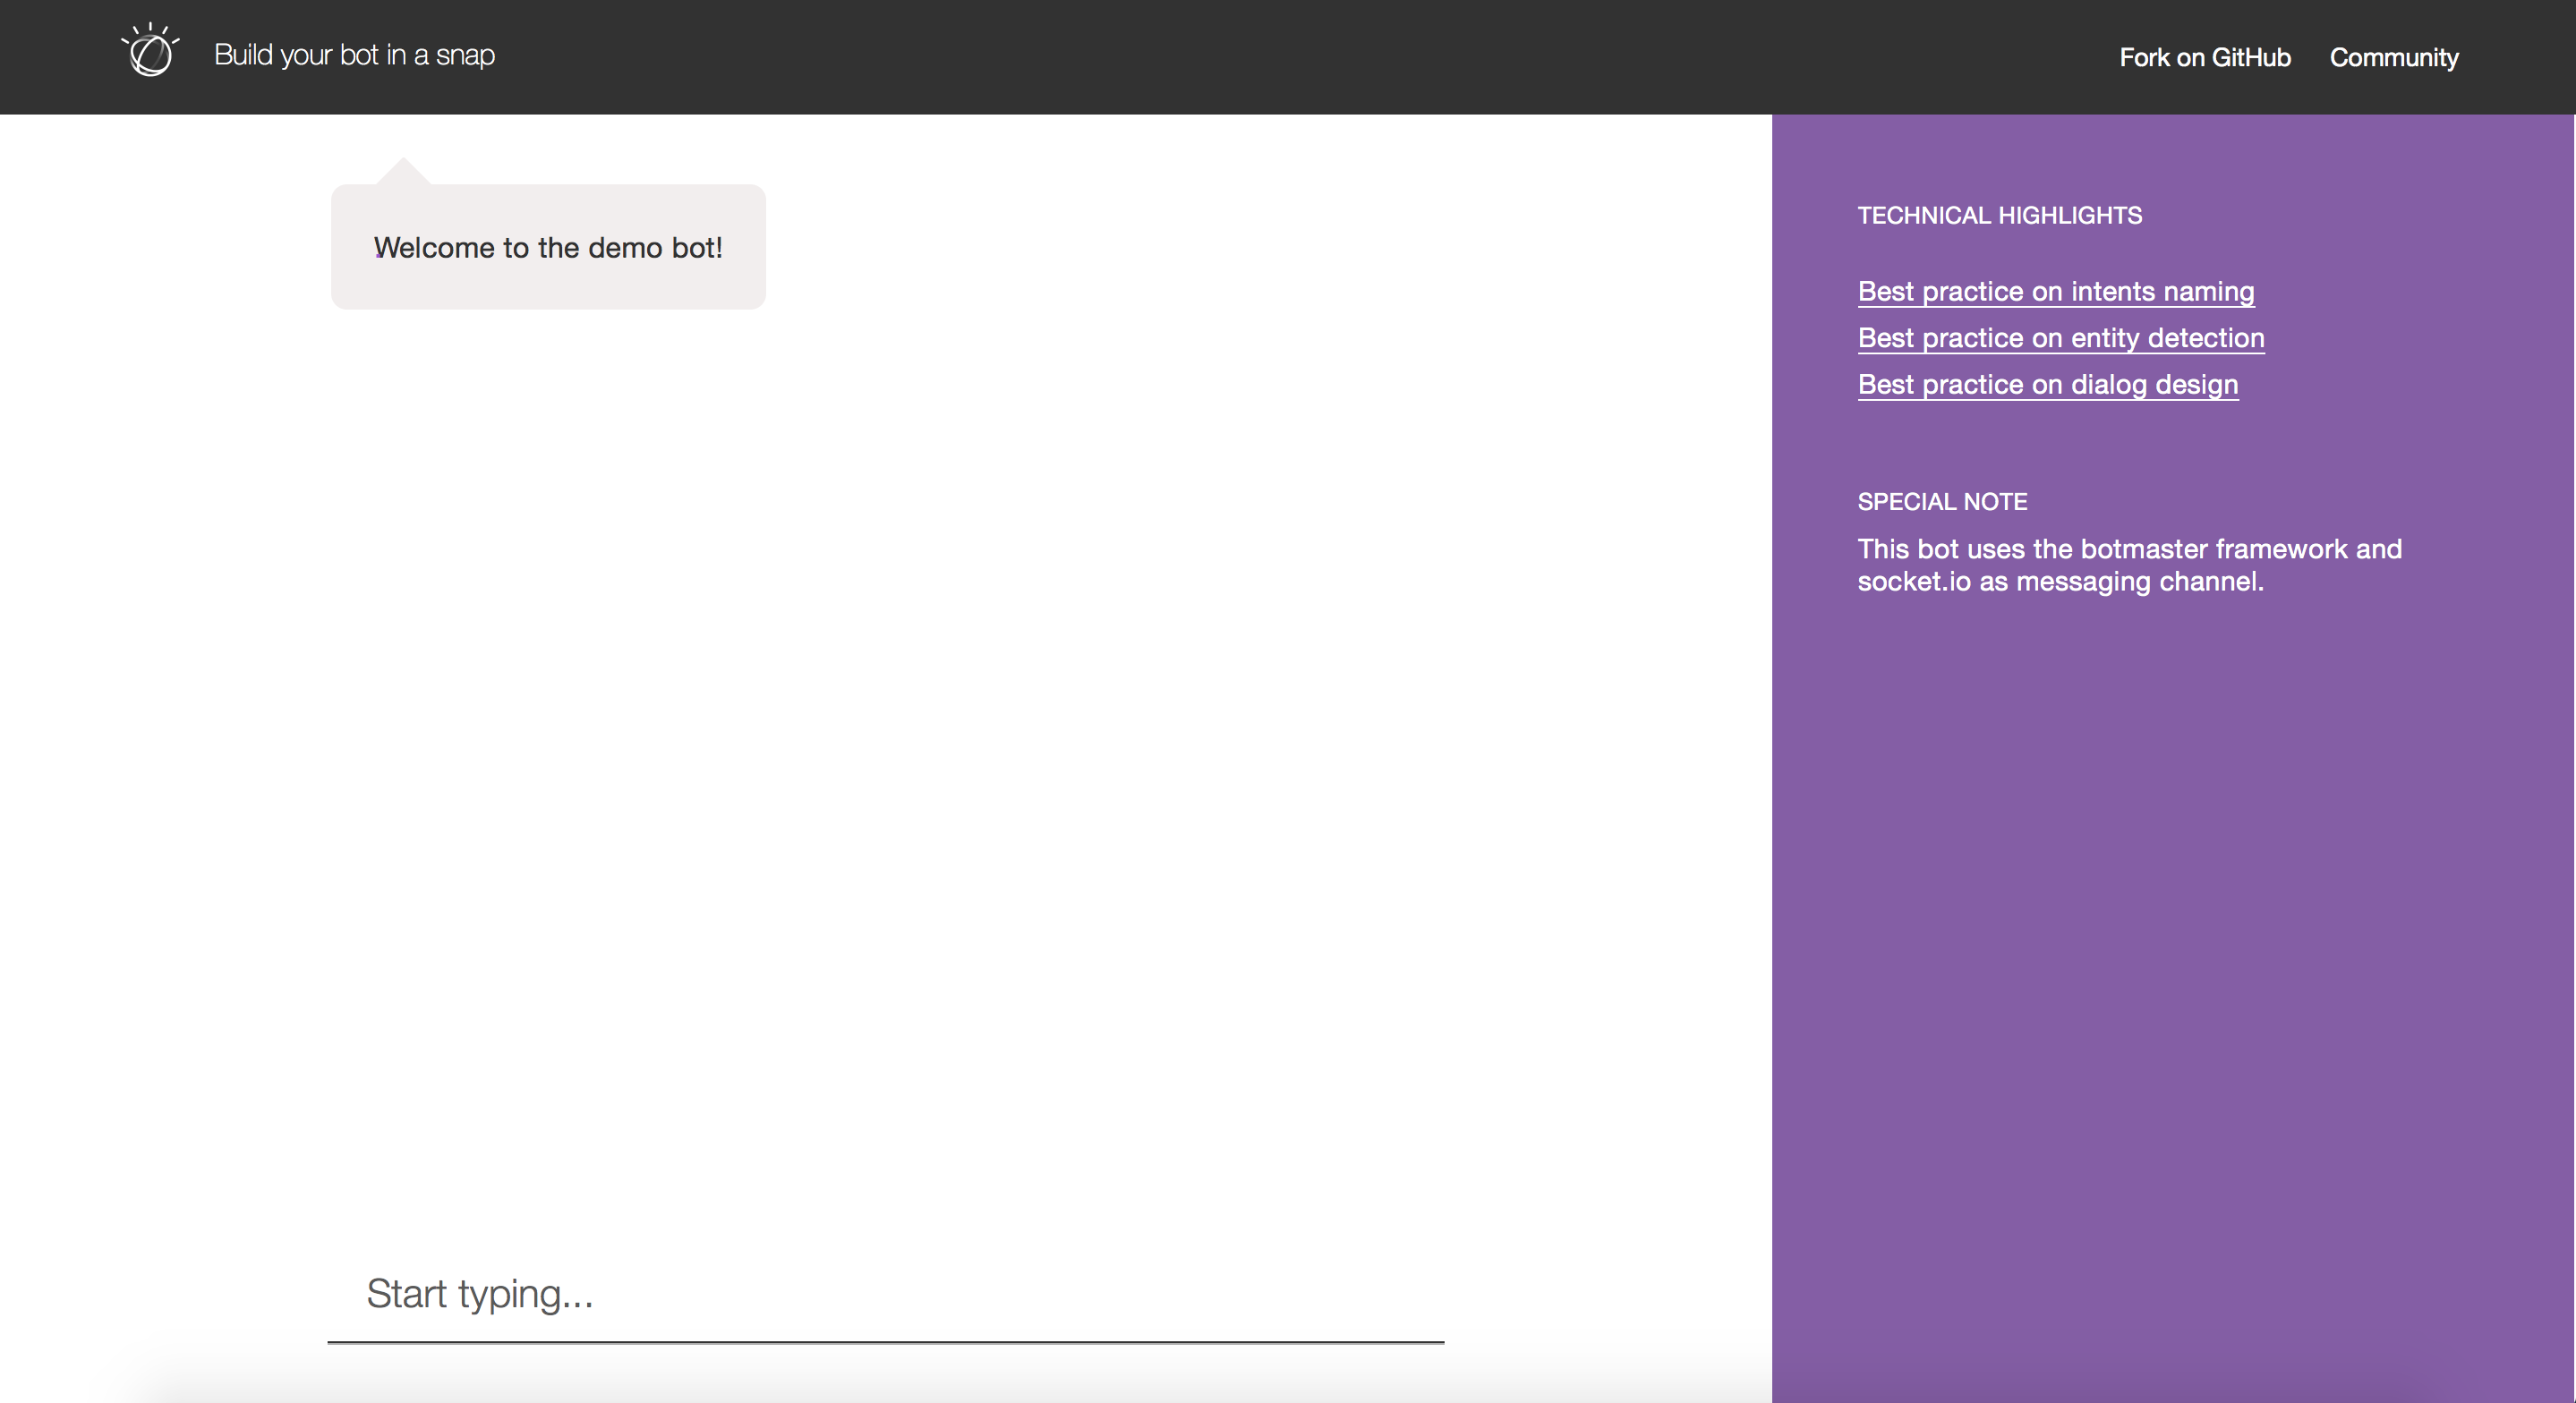 Build your bot in a snap
Fork on GitHub
Community
Welcome to the demo bot!
Start typing...
TECHNICAL HIGHLIGHTS
Best practice on intents naming
Best practice on entity detection
Best practice on dialog design
SPECIAL NOTE
This bot uses the botmaster framework and
socket.io as messaging channel.